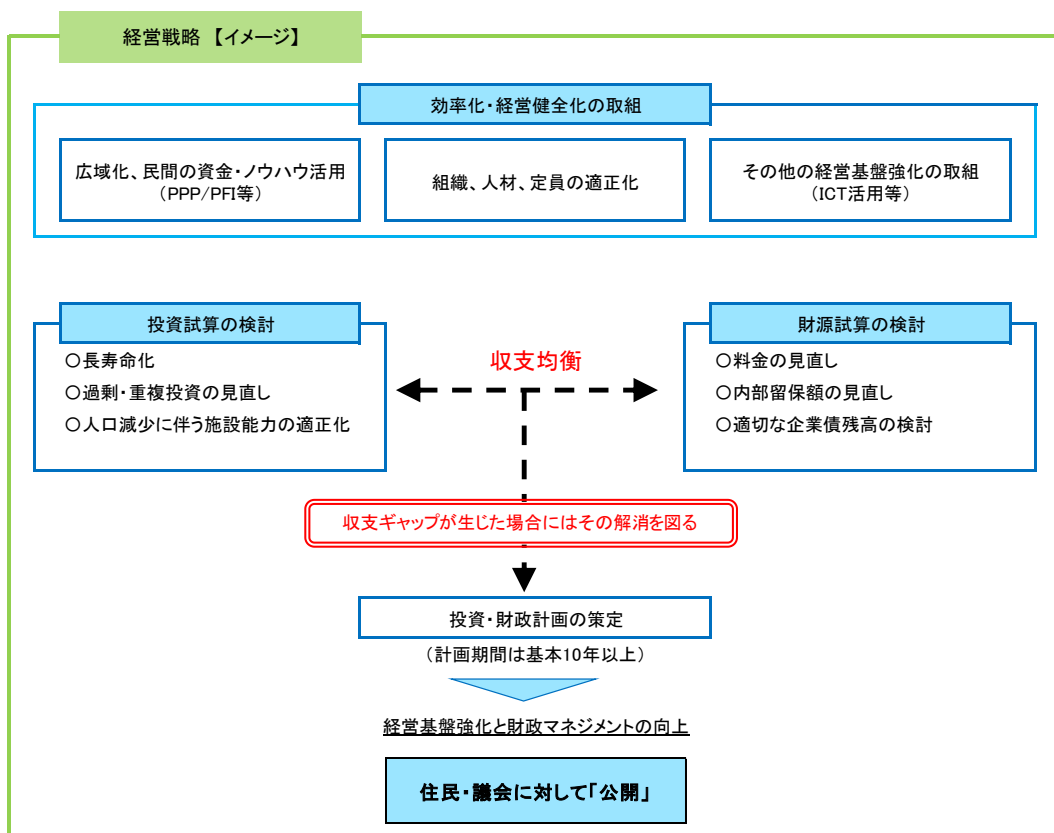 経営戦略 【イメージ】
効率化・経営健全化の取組
広域化、民間の資金・ノウハウ活用
（PPP/PFI等）
組織、人材、定員の適正化
その他の経営基盤強化の取組
（ICT活用等）
投資試算の検討
〇長寿命化
〇過剰・重複投資の見直し
〇人口減少に伴う施設能力の適正化
収支均衡
財源試算の検討
〇料金の見直し
〇内部留保額の見直し
〇適切な企業債残高の検討
収支ギャップが生じた場合にはその解消を図る
投資・財政計画の策定
（計画期間は基本10年以上）
経営基盤強化と財政マネジメントの向上
住民・議会に対して「公開」